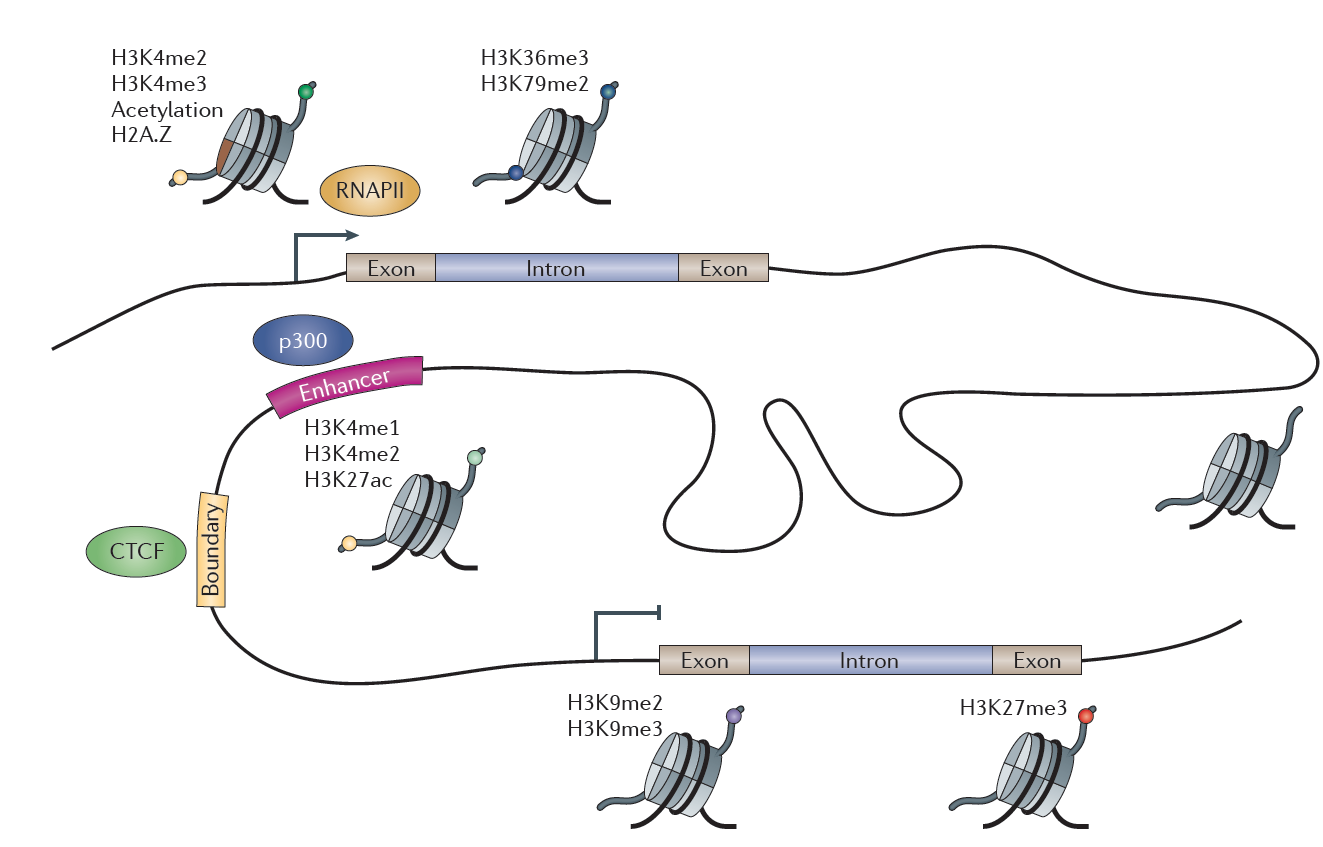 H3K4me2
H3K4me3
Acetylation
H2A.Z
H3K36me3
H3K79me2
RNAPII
Exon
Intron
Exon
p300
Enhancer
H3K4me1
H3K4me2
H3K27ac
CTCF
Boundary
Exon
Intron
Exon
H3K9me2
H3K9me3
H3K27me3